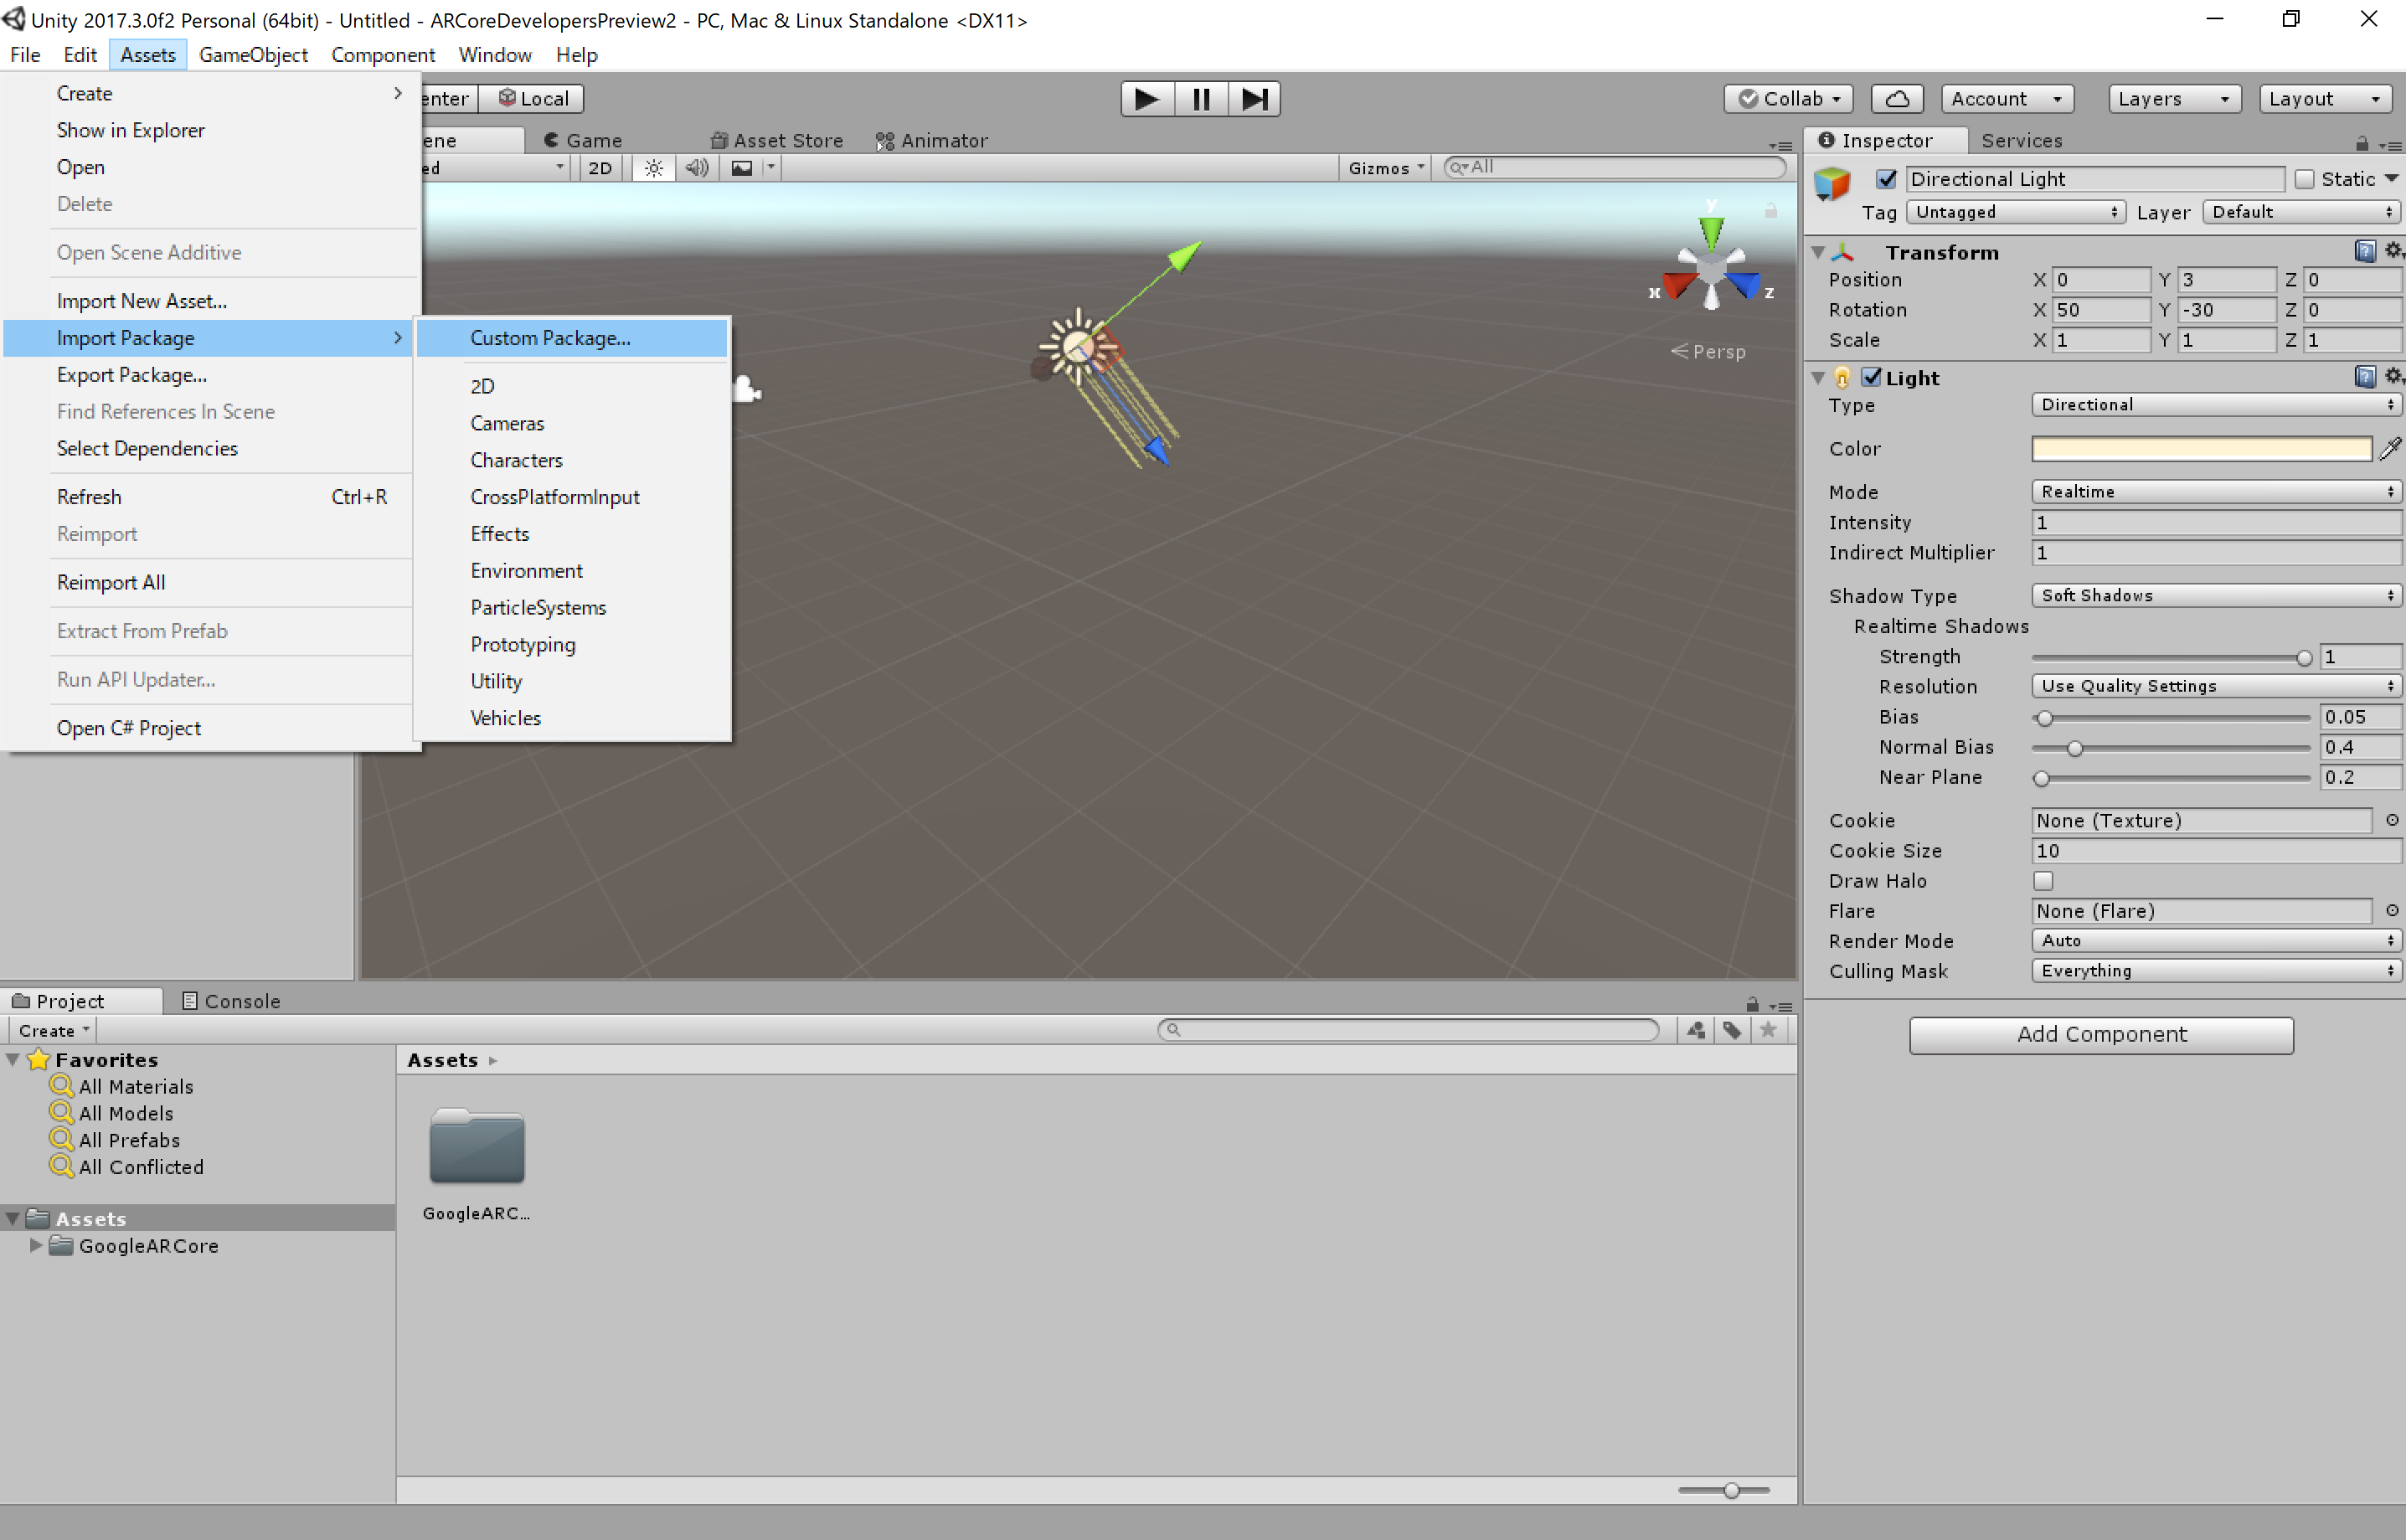 Unity 2017.3.0f2 Personal (64bit) - Untitled - ARCoreDevelopersPreview2 - PC, Mac & Linux Standalone <DX11>
File Edit Assets GameObject Component Window Help
Create
Show in Explorer
Open
Delete
Open Scene Additive
Import New Asset...
Import Package
Export Package...
Find References In Scene
Select Dependencies
Refresh Ctrl+R
Reimport
Reimport All
Extract From Prefab
Run API Updater...
Open C# Project
Custom Package...
2D
Cameras
Characters
CrossPlatformInput
Effects
Environment
ParticleSystems
Prototyping
Utility
Vehicles
enter Local
Collab Account Layers Layout
ene Game Asset Store Animator
ed 2D Gizmos All
y
x z
Persp
Inspector Services
Directional Light Static
Tag Untagged Layer Default
Transform
Position X 0 Y 3 Z 0
Rotation X 50 Y -30 Z 0
Scale X 1 Y 1 Z 1
Light
Type Directional
Color
Mode Realtime
Intensity 1
Indirect Multiplier 1
Shadow Type Soft Shadows
Realtime Shadows
Strength 1
Resolution Use Quality Settings
Bias 0.05
Normal Bias 0.4
Near Plane 0.2
Cookie None (Texture)
Cookie Size 10
Draw Halo
Flare None (Flare)
Render Mode Auto
Culling Mask Everything
Add Component
Project Console
Create
Favorites
All Materials
All Models
All Prefabs
All Conflicted
Assets
GoogleARCore
Assets
GoogleARC...